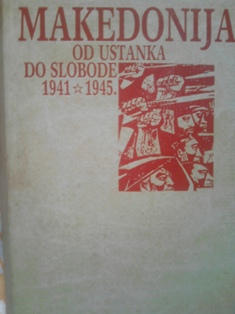 MAKEDONIJA
OD USTANKA
DO SLOBODE
1941 ☆ 1945.